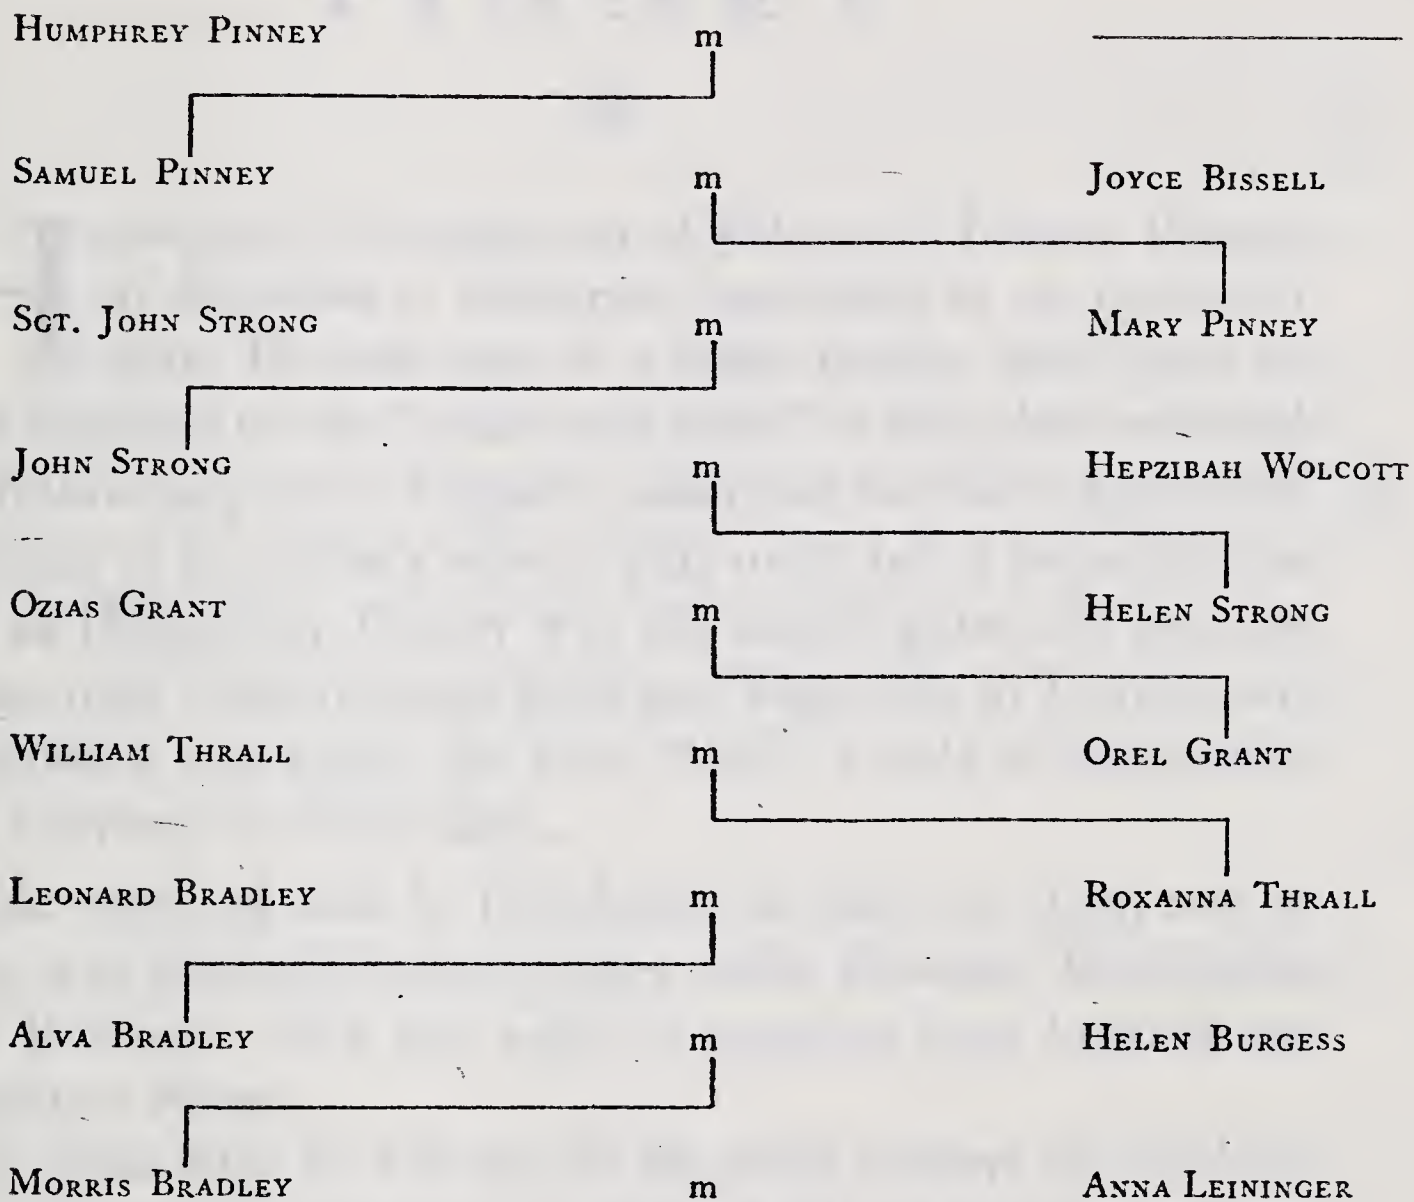 HUMPHREY PINNEY m
SAMUEL PINNEY m JOYCE BISSELL
SGT. JOHN STRONG m MARY PINNEY
JOHN STRONG m HEPZIBAH WOLCOTT
OZIAS GRANT m HELEN STRONG
WILLIAM THRALL m OREL GRANT
LEONARD BRADLEY m ROXANNA THRALL
ALVA BRADLEY m HELEN BURGESS
MORRIS BRADLEY m ANNA LEININGER